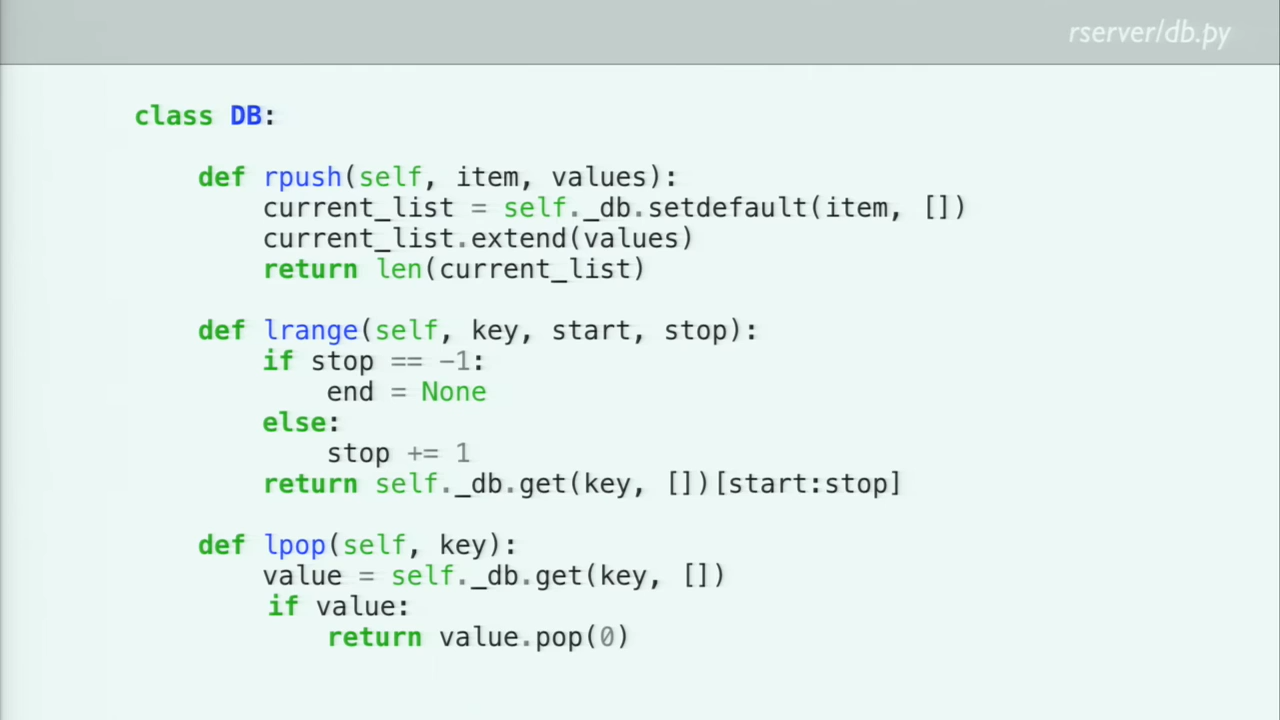 rserver/db.py
class DB:
    def rpush(self, item, values):
        current_list = self._db.setdefault(item, [])
        current_list.extend(values)
        return len(current_list)
    def lrange(self, key, start, stop):
        if stop == -1:
            end = None
        else:
            stop += 1
        return self._db.get(key, [])[start:stop]
    def lpop(self, key):
        value = self._db.get(key, [])
        if value:
            return value.pop(0)